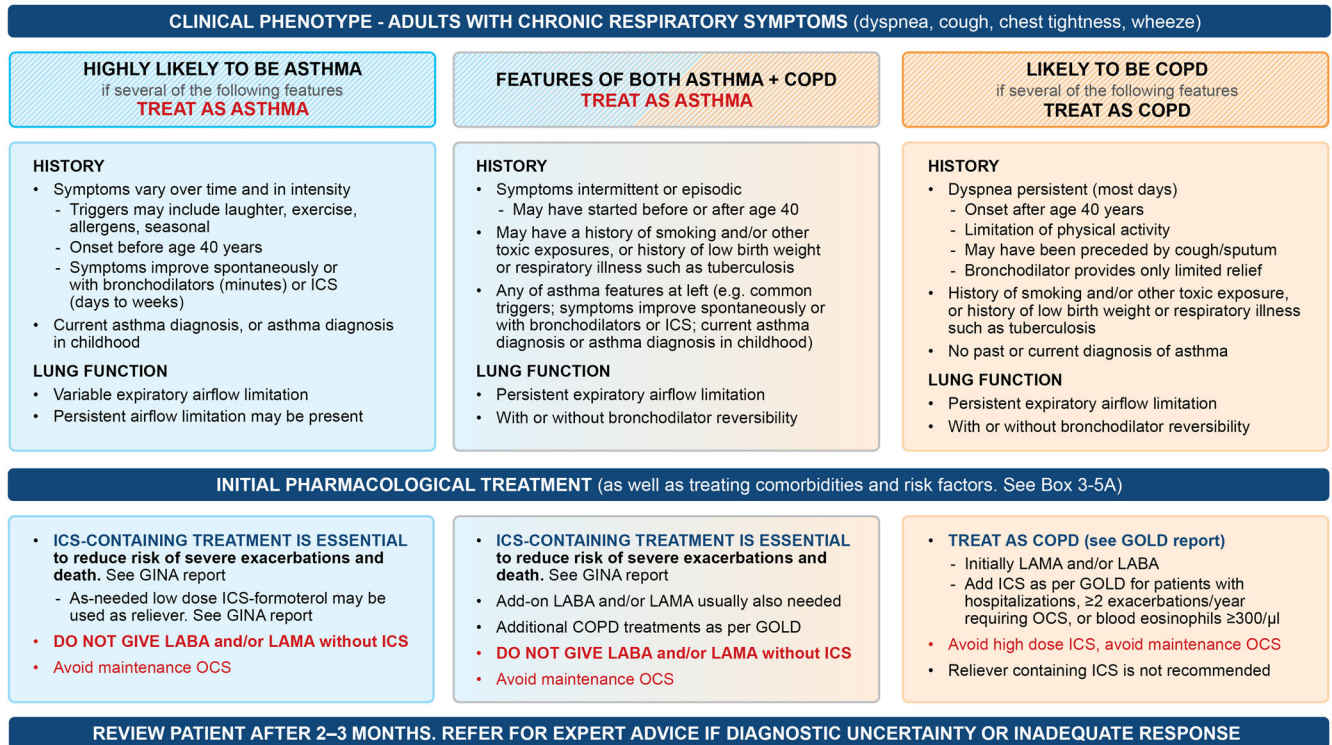 CLINICAL PHENOTYPE - ADULTS WITH CHRONIC RESPIRATORY SYMPTOMS (dyspnea, cough, chest tightness, wheeze)
HIGHLY LIKELY TO BE ASTHMA
if several of the following features
TREAT AS ASTHMA
HISTORY
• Symptoms vary over time and in intensity
- Triggers may include laughter, exercise,
allergens, seasonal
- Onset before age 40 years
- Symptoms improve spontaneously or
with bronchodilators (minutes) or ICS
(days to weeks)
• Current asthma diagnosis, or asthma diagnosis
in childhood
LUNG FUNCTION
• Variable expiratory airflow limitation
• Persistent airflow limitation may be present
FEATURES OF BOTH ASTHMA + COPD
TREAT AS ASTHMA
HISTORY
• Symptoms intermittent or episodic
- May have started before or after age 40
• May have a history of smoking and/or other
toxic exposures, or history of low birth weight
or respiratory illness such as tuberculosis
• Any of asthma features at left (e.g. common
triggers; symptoms improve spontaneously or
with bronchodilators or ICS; current asthma
diagnosis or asthma diagnosis in childhood)
LUNG FUNCTION
• Persistent expiratory airflow limitation
• With or without bronchodilator reversibility
LIKELY TO BE COPD
if several of the following features
TREAT AS COPD
HISTORY
• Dyspnea persistent (most days)
- Onset after age 40 years
- Limitation of physical activity
- May have been preceded by cough/sputum
- Bronchodilator provides only limited relief
• History of smoking and/or other toxic exposure,
or history of low birth weight or respiratory illness
such as tuberculosis
• No past or current diagnosis of asthma
LUNG FUNCTION
• Persistent expiratory airflow limitation
• With or without bronchodilator reversibility
INITIAL PHARMACOLOGICAL TREATMENT (as well as treating comorbidities and risk factors. See Box 3-5A)
• ICS-CONTAINING TREATMENT IS ESSENTIAL
to reduce risk of severe exacerbations and
death. See GINA report
- As-needed low dose ICS-formoterol may be
used as reliever. See GINA report
• DO NOT GIVE LABA and/or LAMA without ICS
• Avoid maintenance OCS
• ICS-CONTAINING TREATMENT IS ESSENTIAL
to reduce risk of severe exacerbations and
death. See GINA report
• Add-on LABA and/or LAMA usually also needed
• Additional COPD treatments as per GOLD
• DO NOT GIVE LABA and/or LAMA without ICS
• Avoid maintenance OCS
• TREAT AS COPD (see GOLD report)
- Initially LAMA and/or LABA
- Add ICS as per GOLD for patients with
hospitalizations, ≥2 exacerbations/year
requiring OCS, or blood eosinophils ≥300/µl
• Avoid high dose ICS, avoid maintenance OCS
• Reliever containing ICS is not recommended
REVIEW PATIENT AFTER 2–3 MONTHS. REFER FOR EXPERT ADVICE IF DIAGNOSTIC UNCERTAINTY OR INADEQUATE RESPONSE